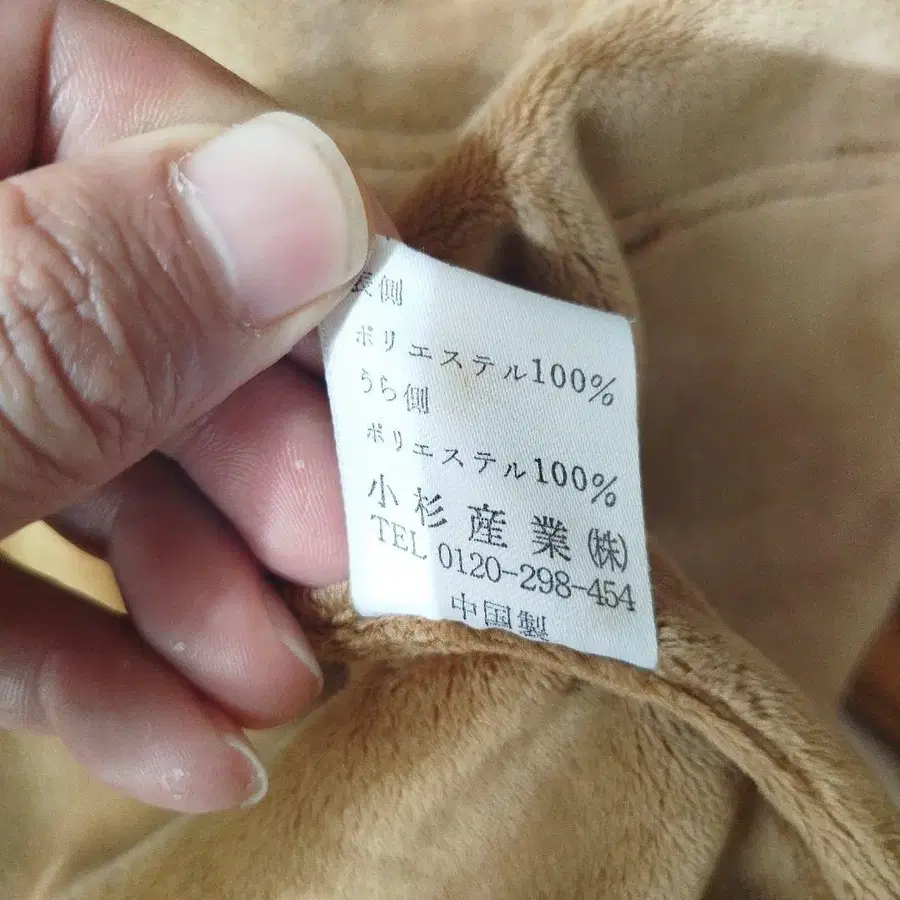 表側
ポリエステル100%
うら側
ポリエステル100%
小杉産業(株)
TEL 0120-298-454
中国製